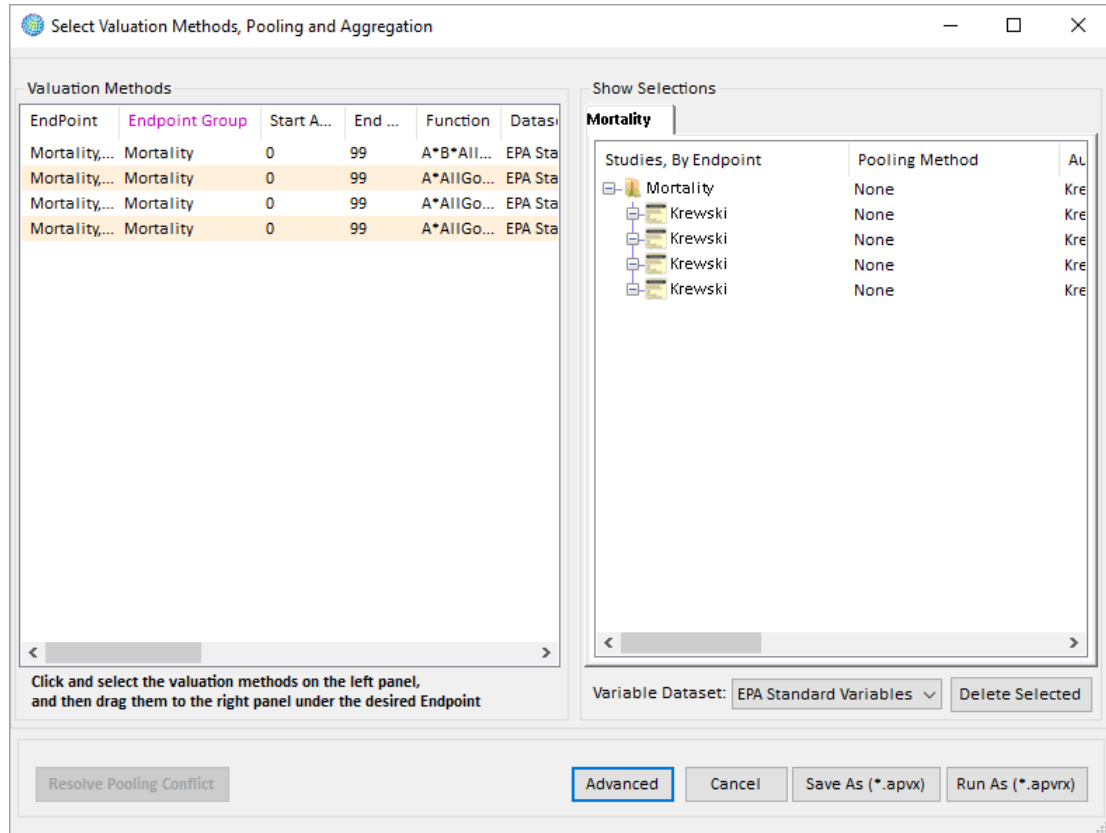 Select Valuation Methods, Pooling and Aggregation
Valuation Methods
EndPoint Endpoint Group Start A... End ... Function Datas
Mortality,... Mortality 0 99 A*B*All... EPA Sta
Mortality,... Mortality 0 99 A*AllGo... EPA Sta
Mortality,... Mortality 0 99 A*AllGo... EPA Sta
Mortality,... Mortality 0 99 A*AllGo... EPA Sta
Click and select the valuation methods on the left panel,
and then drag them to the right panel under the desired Endpoint
Show Selections
Mortality
Studies, By Endpoint Pooling Method Au
Mortality None Kre
Krewski None Kre
Krewski None Kre
Krewski None Kre
Krewski None Kre
Variable Dataset: EPA Standard Variables Delete Selected
Resolve Pooling Conflict Advanced Cancel Save As (*.apvx) Run As (*.apvrx)